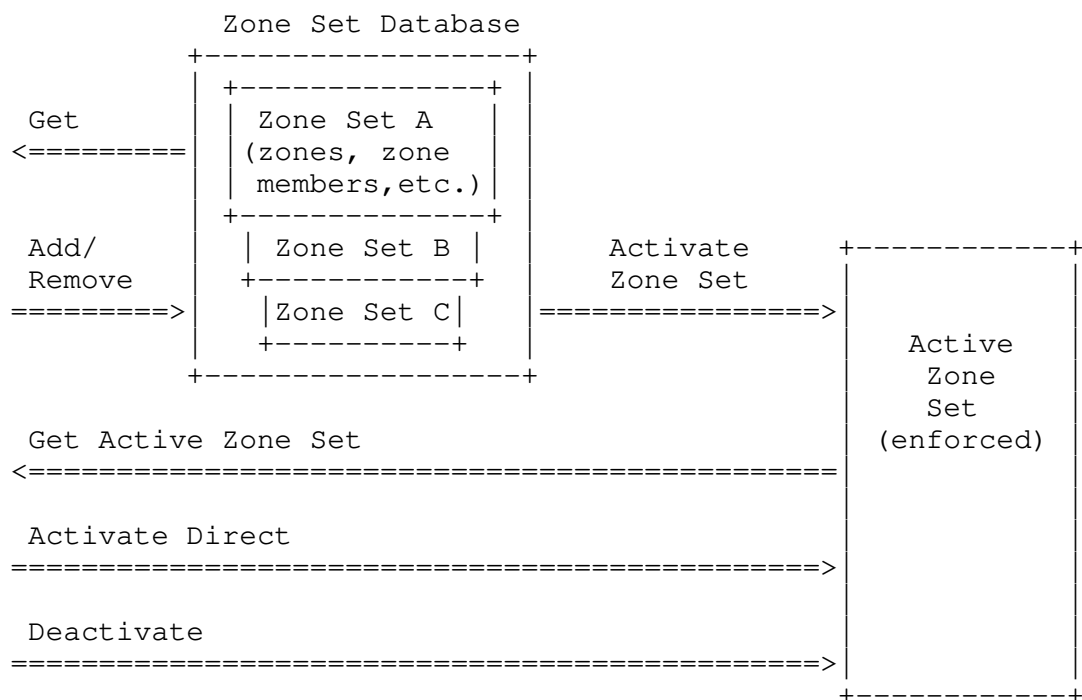 Zone Set Database
Get
Zone Set A
(zones, zone
members,etc.)
Add/
Remove
Zone Set B
Zone Set C
Activate
Zone Set
Active
Zone
Set
(enforced)
Get Active Zone Set
Activate Direct
Deactivate